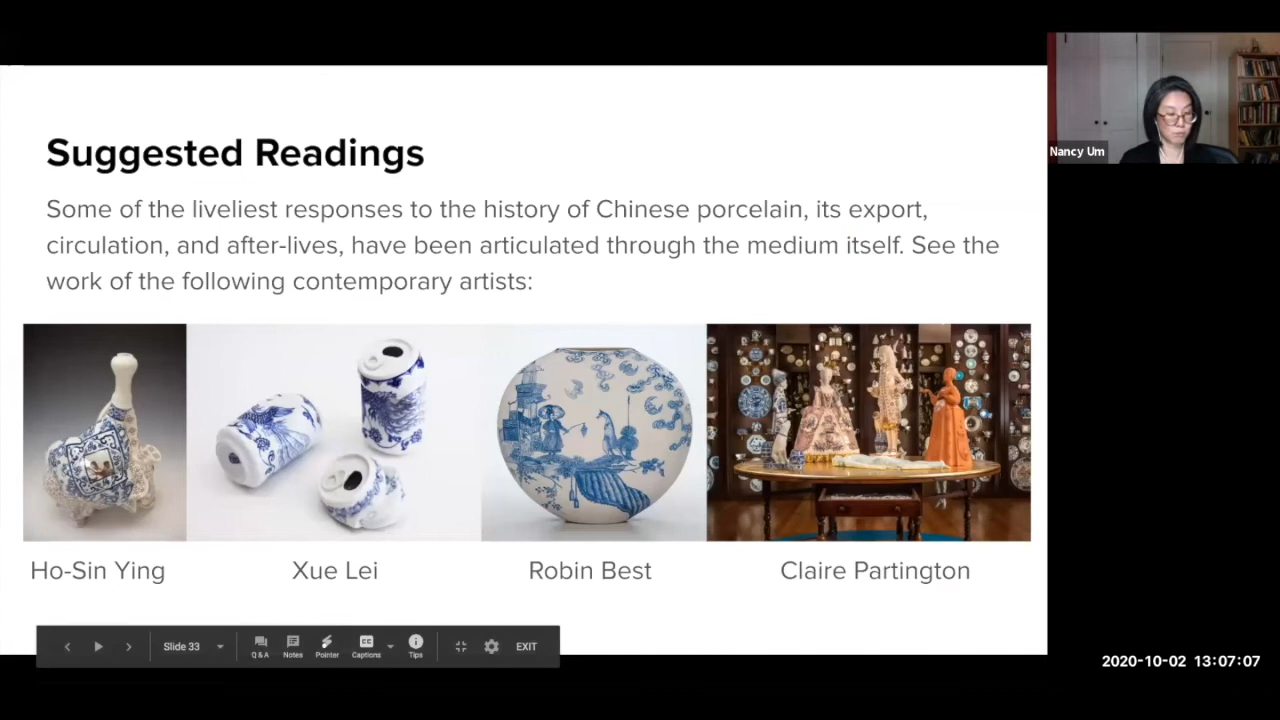 Suggested Readings
Some of the liveliest responses to the history of Chinese porcelain, its export,
circulation, and after-lives, have been articulated through the medium itself. See the
work of the following contemporary artists:
Ho-Sin Ying
Xue Lei
Robin Best
Claire Partington
Nancy Um
Slide 33
Q & A
Notes
Pointer
CC
Captions
Tips
EXIT
2020-10-02 13:07:07